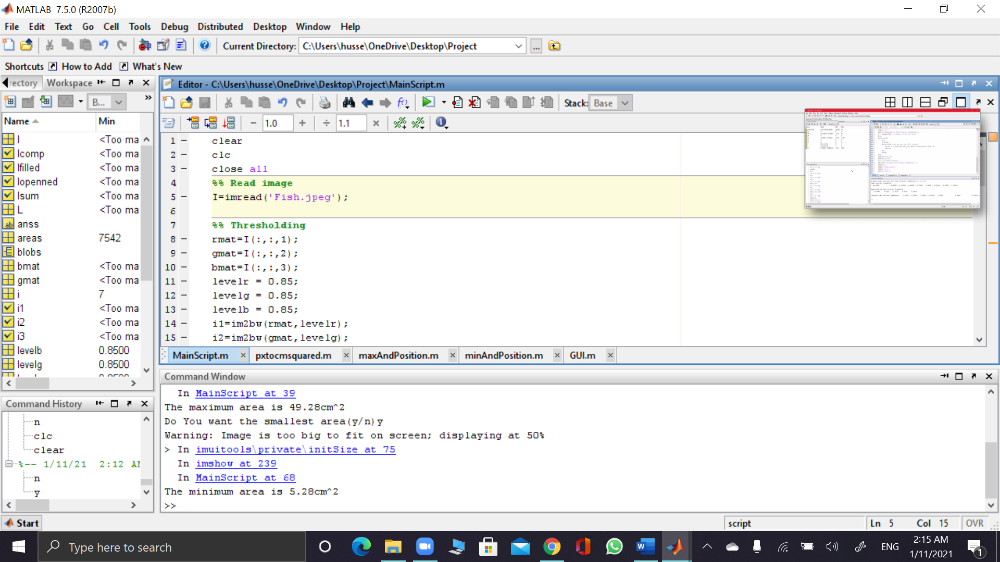 MATLAB 7.5.0 (R2007b)
File Edit Text Go Cell Tools Debug Distributed Desktop Window Help
Current Directory: C:\Users\husse\OneDrive\Desktop\Project ...
Shortcuts How to Add What's New
rectory Workspace
B... »
Name Min
I <Too ma
Icomp <Too ma
Ifilled <Too ma
Iopenned <Too ma
Isum <Too ma
L <Too ma
anss
areas 7542
blobs
bmat <Too ma
gmat <Too ma
i 7
i1 <Too ma
i2 <Too ma
i3 <Too ma
levelb 0.8500
levelg 0.8500
Command History
n
clc
clear
%-- 1/11/21 2:12 AM
n
y
Editor - C:\Users\husse\OneDrive\Desktop\Project\MainScript.m
Stack: Base
− 1.0 + ÷ 1.1 ×
1 − clear
2 − clc
3 − close all
4 %% Read image
5 − I=imread('Fish.jpeg');
6
7 %% Thresholding
8 − rmat=I(:,:,1);
9 − gmat=I(:,:,2);
10 − bmat=I(:,:,3);
11 − levelr = 0.85;
12 − levelg = 0.85;
13 − levelb = 0.85;
14 − i1=im2bw(rmat,levelr);
15 − i2=im2bw(gmat,levelg);
MainScript.m × pxtocmsquared.m × maxAndPosition.m × minAndPosition.m × GUI.m ×
Command Window
In MainScript at 39
The maximum area is 49.28cm^2
Do You want the smallest area(y/n)y
Warning: Image is too big to fit on screen; displaying at 50%
> In imuitools\private\initSize at 75
In imshow at 239
In MainScript at 68
The minimum area is 5.28cm^2
>>
Start script Ln 5 Col 15 OVR
Type here to search
ENG
2:15 AM
1/11/2021
1